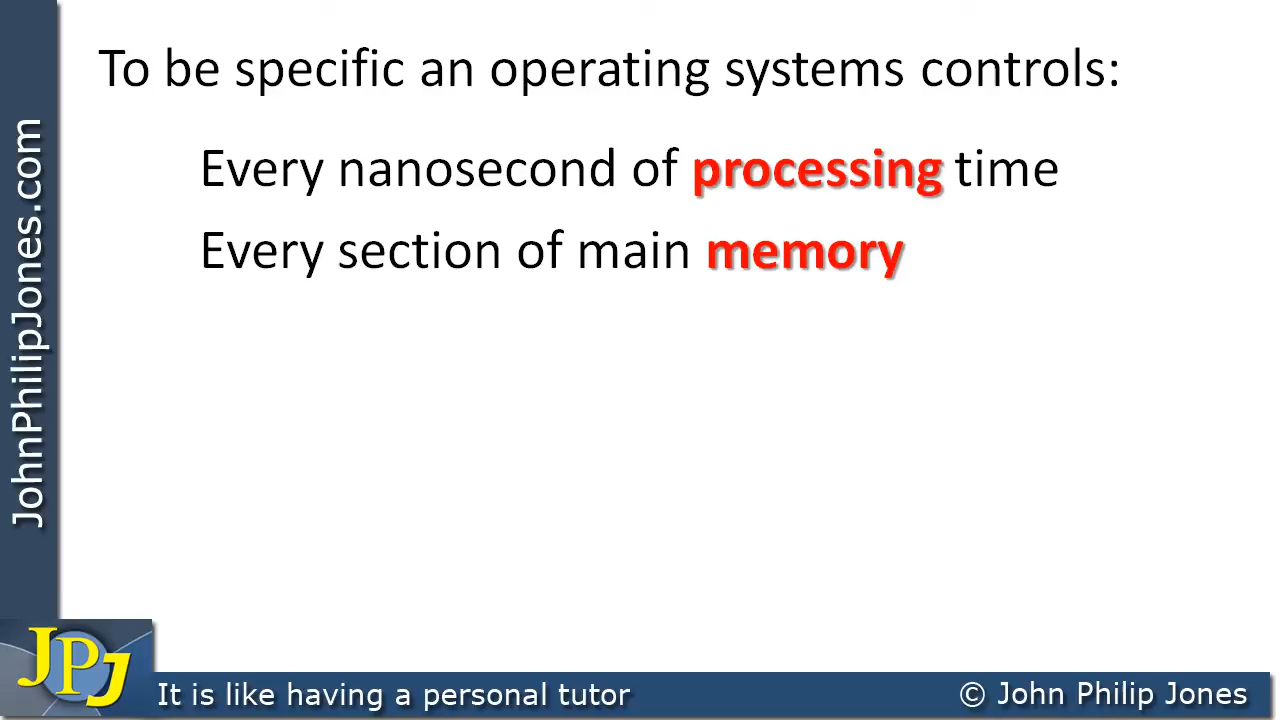 To be specific an operating systems controls:
Every nanosecond of processing time
Every section of main memory
JohnPhilipJones.com
JPJ
It is like having a personal tutor
© John Philip Jones